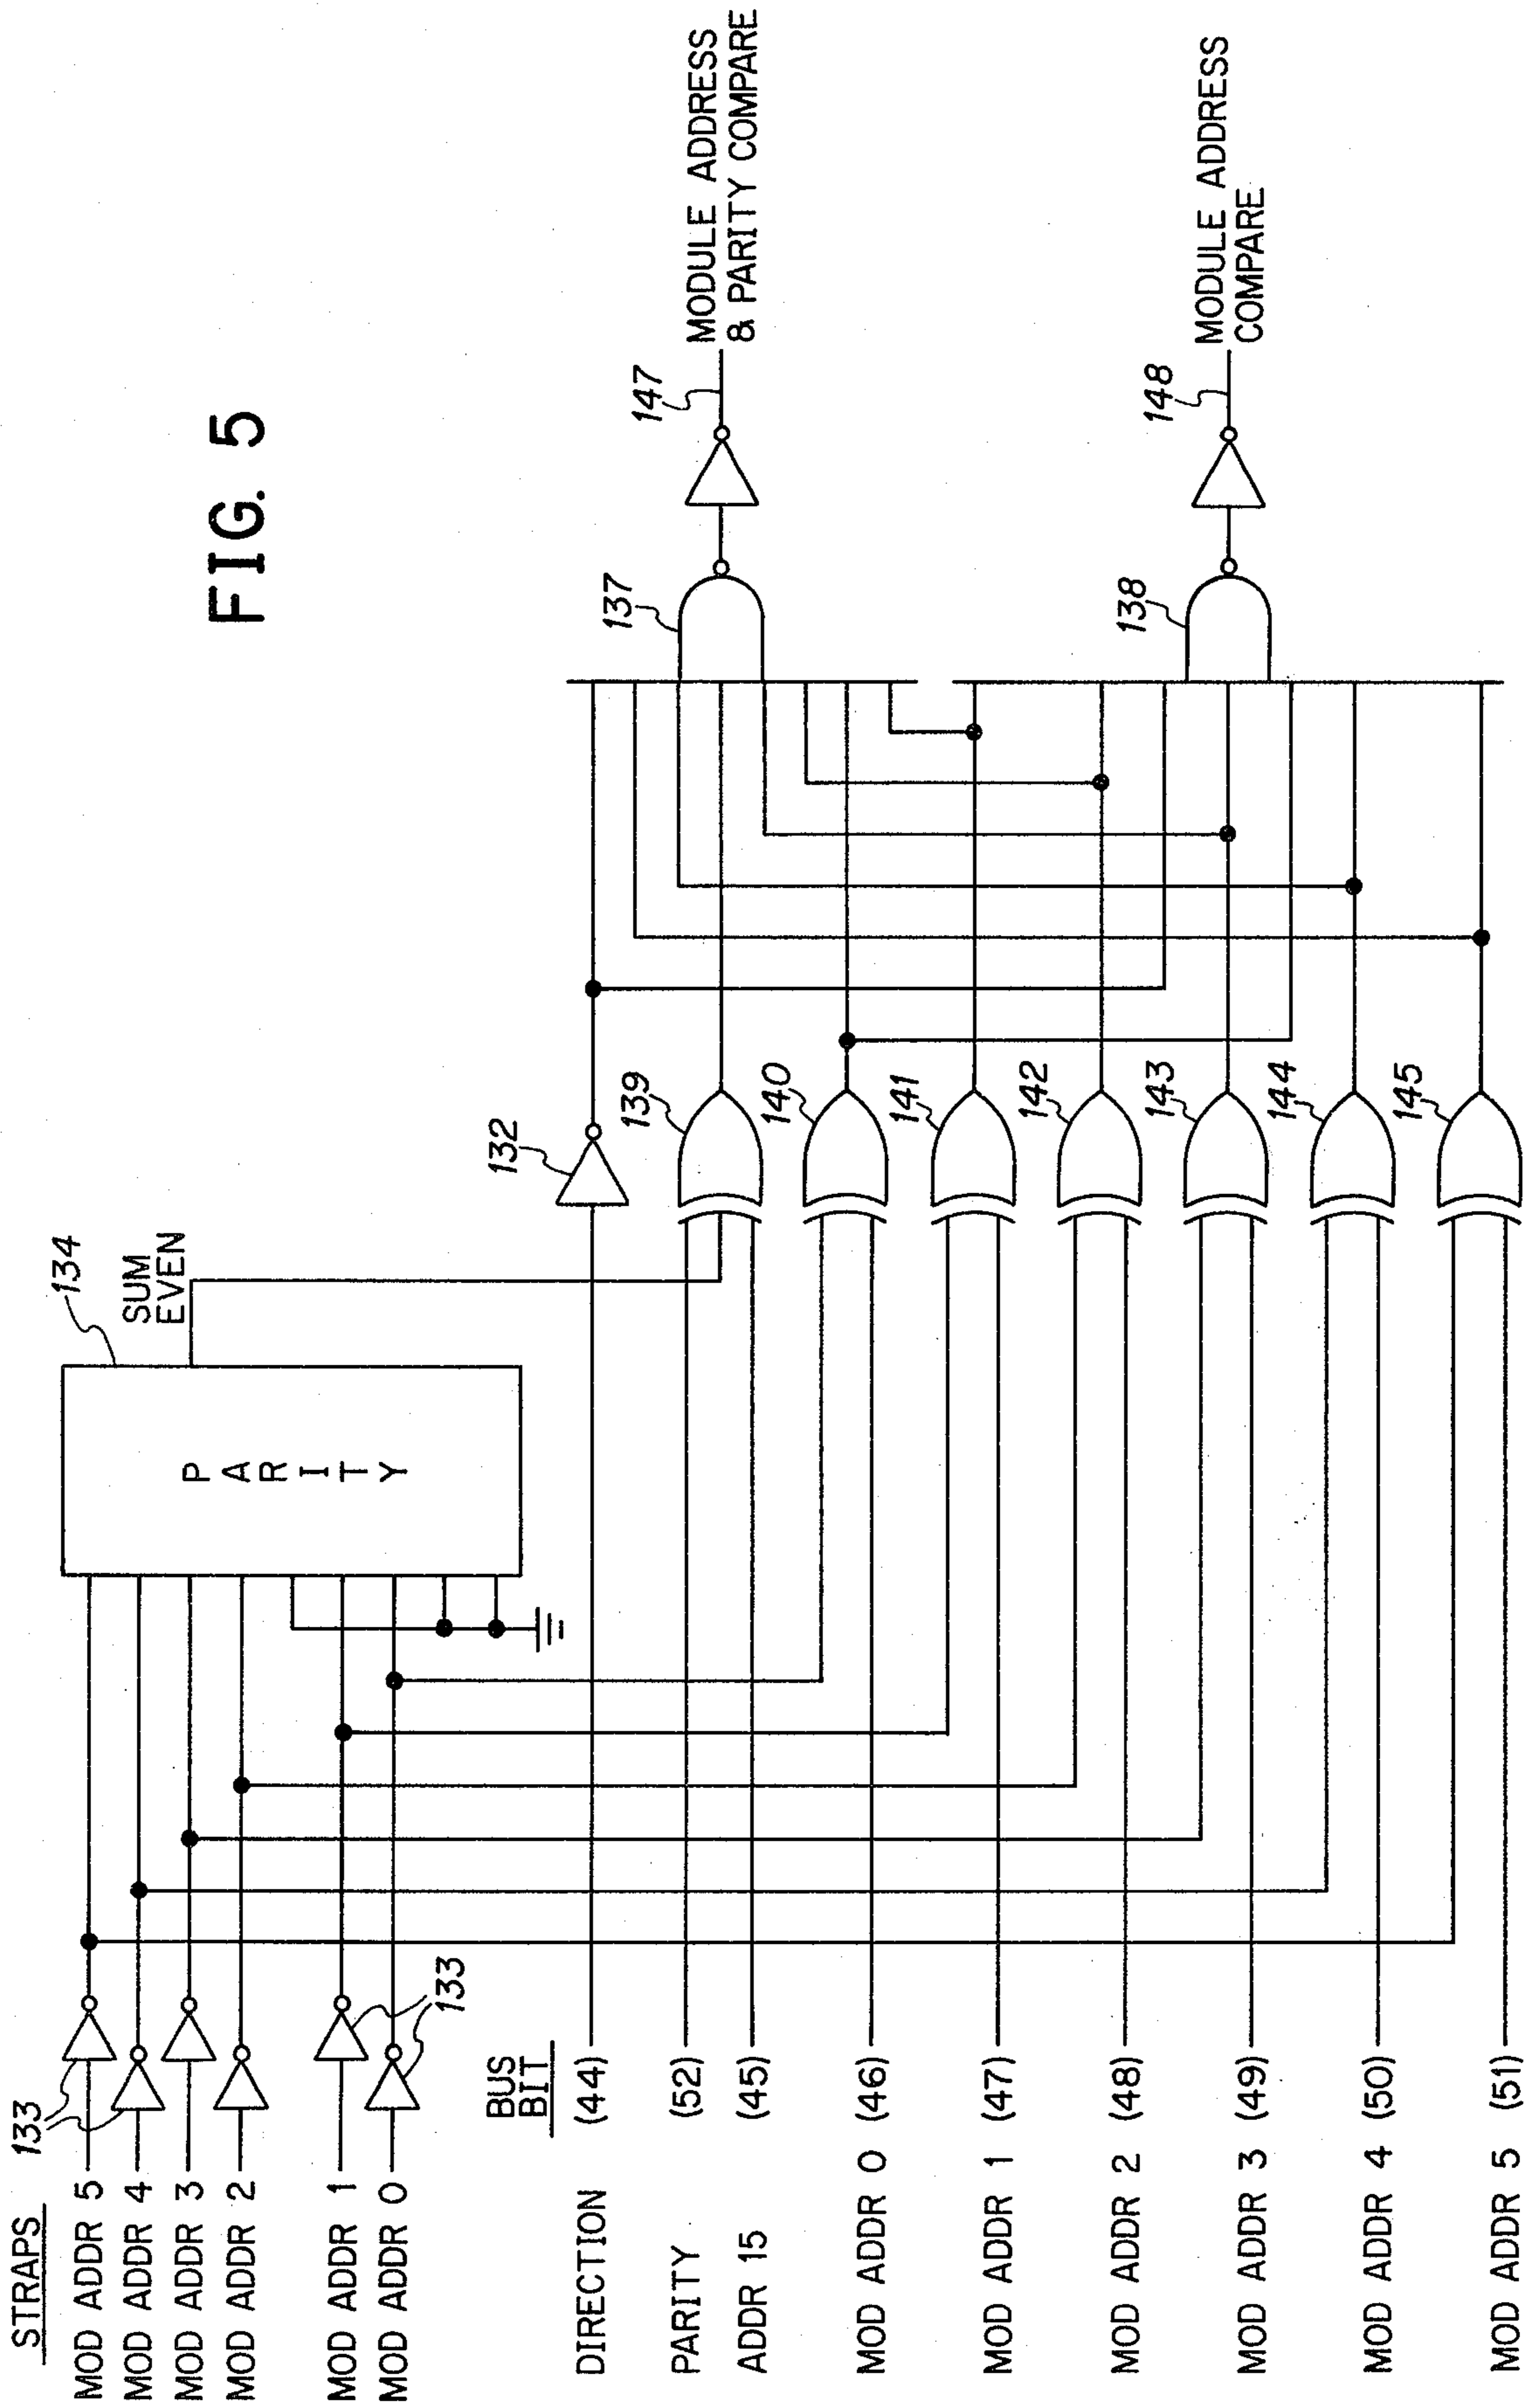 FIG. 5
STRAPS
MOD ADDR 5
MOD ADDR 4
MOD ADDR 3
MOD ADDR 2
MOD ADDR 1
MOD ADDR 0
133
133
134
PARITY
SUM
EVEN
BUS
BIT
DIRECTION (44)
PARITY (52)
ADDR 15 (45)
MOD ADDR 0 (46)
MOD ADDR 1 (47)
MOD ADDR 2 (48)
MOD ADDR 3 (49)
MOD ADDR 4 (50)
MOD ADDR 5 (51)
132
139
140
141
142
143
144
145
137
138
147
148
MODULE ADDRESS
& PARITY COMPARE
MODULE ADDRESS
COMPARE